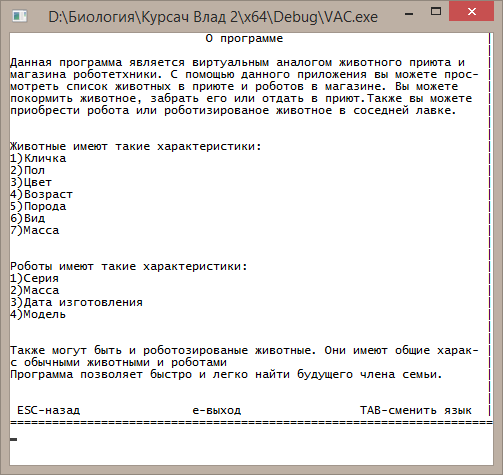 D:\Биология\Курсач Влад 2\x64\Debug\VAC.exe
О программе
Данная программа является виртуальным аналогом животного приюта и
магазина робототехники. С помощью данного приложения вы можете прос-
мотреть список животных в приюте и роботов в магазине. Вы можете
покормить животное, забрать его или отдать в приют.Также вы можете
приобрести робота или роботизированое животное в соседней лавке.
Животные имеют такие характеристики:
1)Кличка
2)Пол
3)Цвет
4)Возраст
5)Порода
6)Вид
7)Масса
Роботы имеют такие характеристики:
1)Серия
2)Масса
3)Дата изготовления
4)Модель
Также могут быть и роботозированые животные. Они имеют общие харак-
с обычными животными и роботами
Программа позволяет быстро и легко найти будущего члена семьи.
ESC-назад e-выход TAB-сменить язык